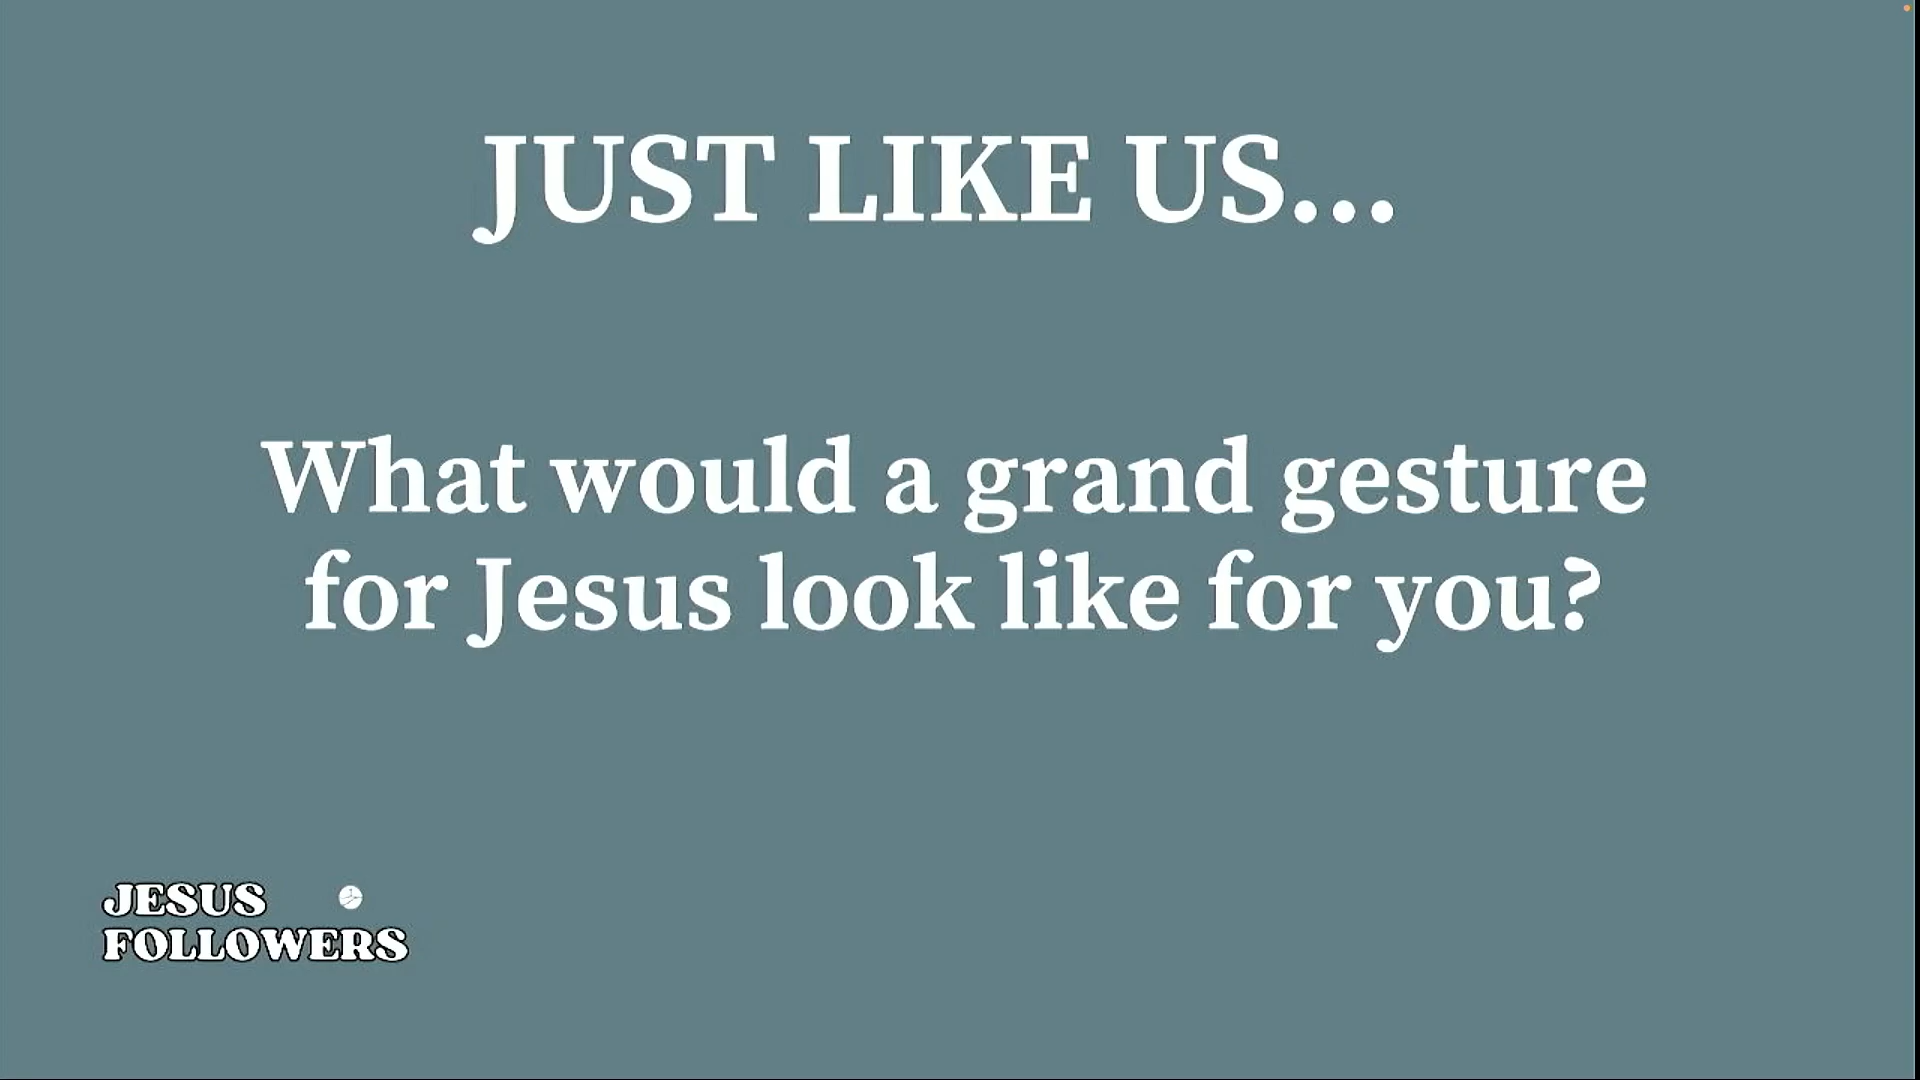 JUST LIKE US...
What would a grand gesture
for Jesus look like for you?
JESUS
FOLLOWERS